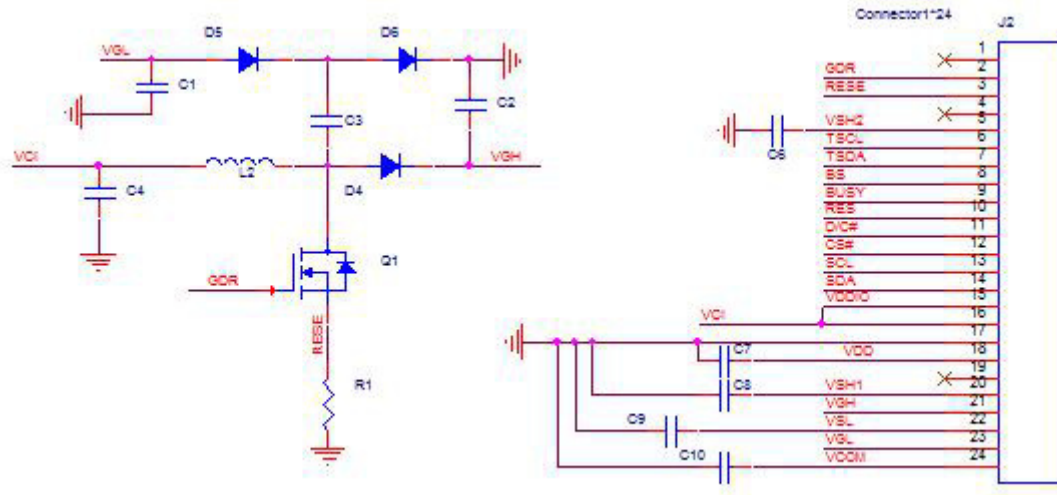 Connector1*24
J2
D5
D6
VGL
C1
C2
C3
VCI
L2
VGH
C4
D4
Q1
GDR
RESE
R1
1
2
GDR
3
RESE
4
5
VSH2
C6
6
TSCL
7
TSDA
8
BS
9
BUSY
10
RES
11
D/C#
12
CS#
13
SCL
14
SDA
15
VDDIO
16
VCI
17
18
C7
VDD
19
20
C8
VSH1
21
VGH
22
C9
VSL
23
VGL
24
C10
VCOM